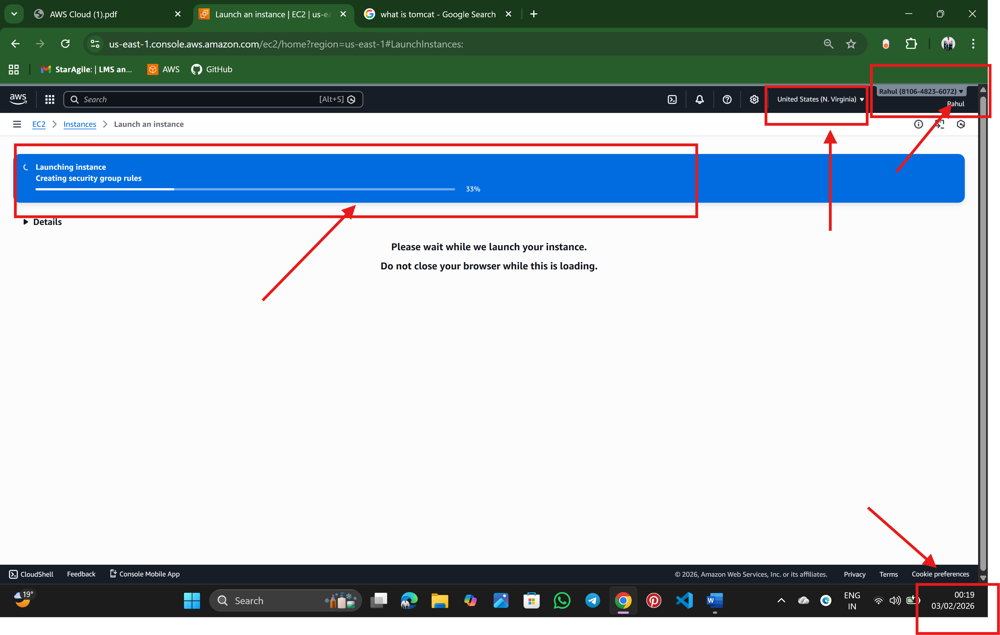 AWS Cloud (1).pdf
Launch an instance | EC2 | us-ea
what is tomcat - Google Search
us-east-1.console.aws.amazon.com/ec2/home?region=us-east-1#LaunchInstances:
StarAgile: | LMS an...
AWS
GitHub
aws
Search
[Alt+S]
United States (N. Virginia)
Rahul (8106-4823-6072)
Rahul
EC2
Instances
Launch an instance
Launching instance
Creating security group rules
33%
Details
Please wait while we launch your instance.
Do not close your browser while this is loading.
CloudShell
Feedback
Console Mobile App
© 2026, Amazon Web Services, Inc. or its affiliates.
Privacy
Terms
Cookie preferences
19°
Search
ENG
IN
00:19
03/02/2026